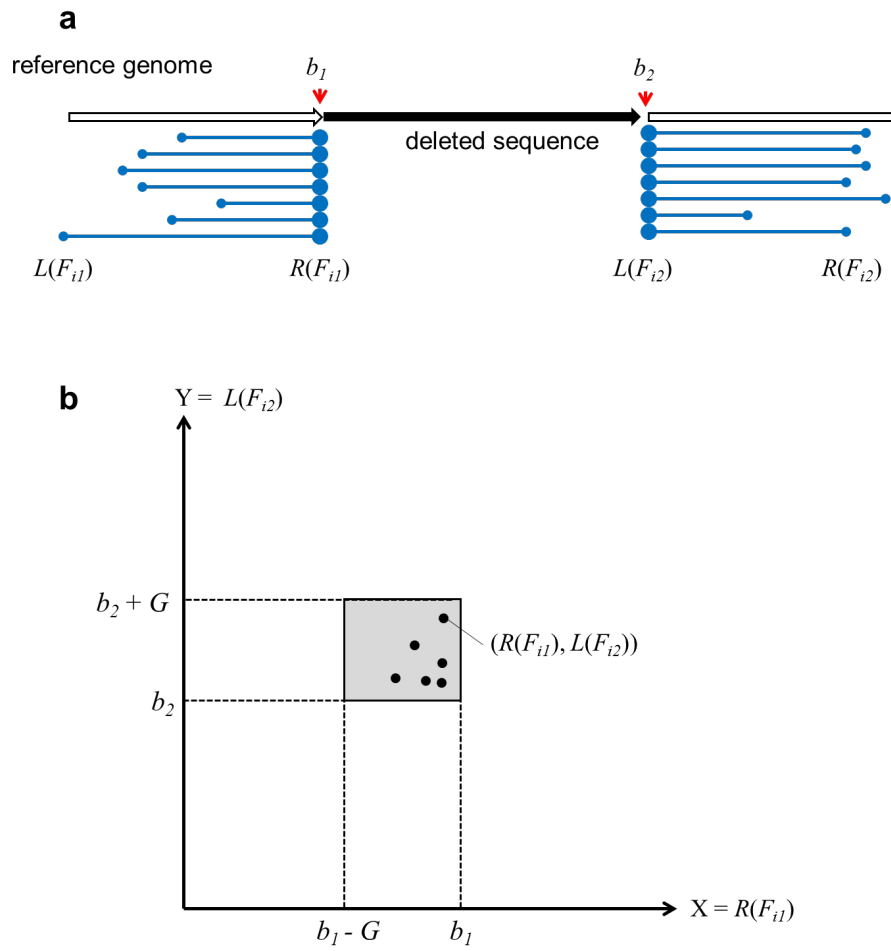 a
reference genome
b1 b2
deleted sequence
L(Fi1) R(Fi1) L(Fi2) R(Fi2)
b
Y = L(Fi2)
b2 + G
(R(Fi1), L(Fi2))
b2
X = R(Fi1)
b1 - G b1